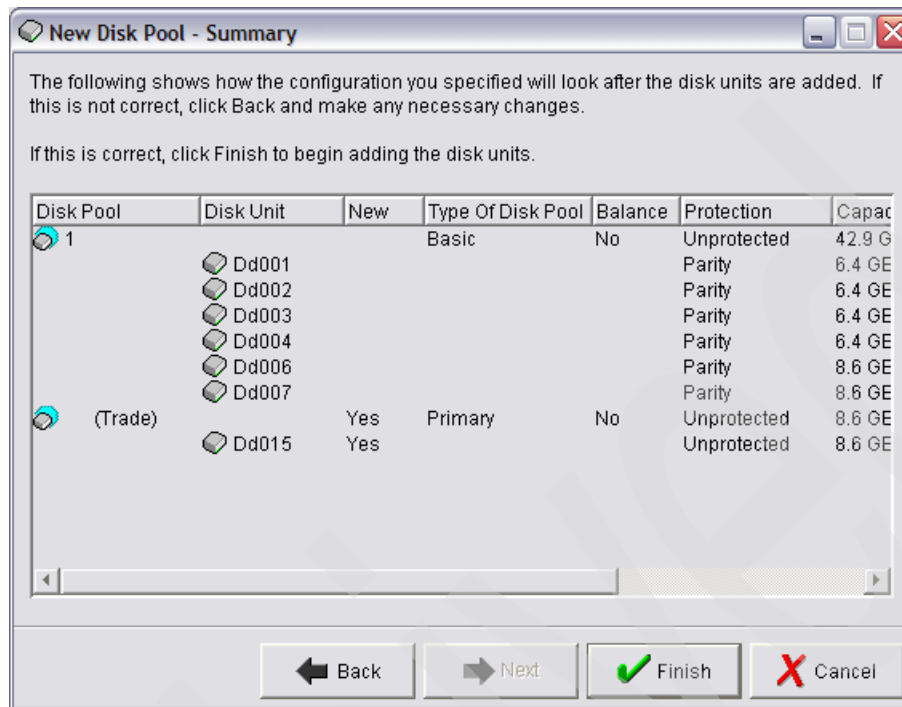 New Disk Pool - Summary
The following shows how the configuration you specified will look after the disk units are added. If
this is not correct, click Back and make any necessary changes.
If this is correct, click Finish to begin adding the disk units.
Disk Pool Disk Unit New Type Of Disk Pool Balance Protection Capac
1 Basic No Unprotected 42.9 G
Dd001 Parity 6.4 GE
Dd002 Parity 6.4 GE
Dd003 Parity 6.4 GE
Dd004 Parity 6.4 GE
Dd006 Parity 8.6 GE
Dd007 Parity 8.6 GE
(Trade) Yes Primary No Unprotected 8.6 GE
Dd015 Yes Unprotected 8.6 GE
Back Next Finish Cancel